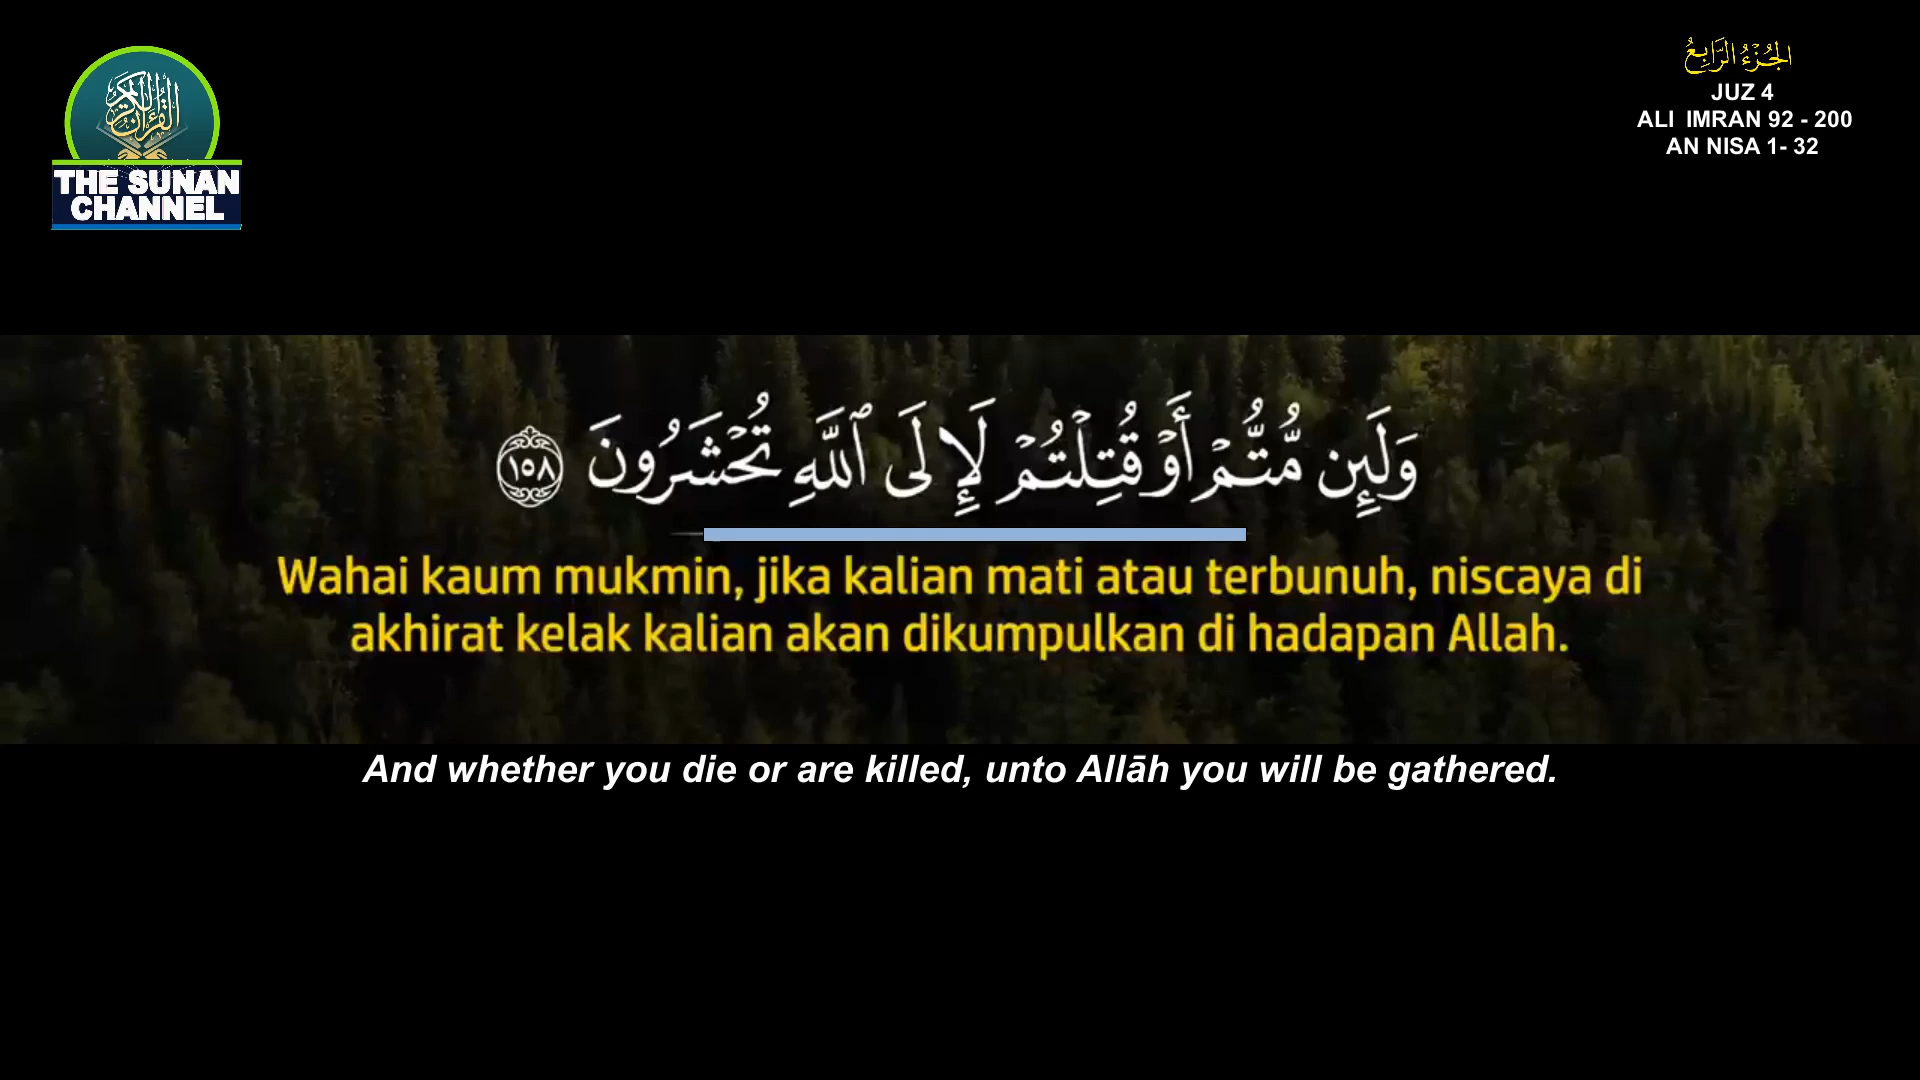 القرآن الكريم
THE SUNAN
CHANNEL
الجُزْءُ الرَّابِعُ
JUZ 4
ALI IMRAN 92 - 200
AN NISA 1- 32
وَلَئِن مُّتُّمْ أَوْ قُتِلْتُمْ لَإِلَى ٱللَّهِ تُحْشَرُونَ ١٥٨
Wahai kaum mukmin, jika kalian mati atau terbunuh, niscaya di
akhirat kelak kalian akan dikumpulkan di hadapan Allah.
And whether you die or are killed, unto Allāh you will be gathered.